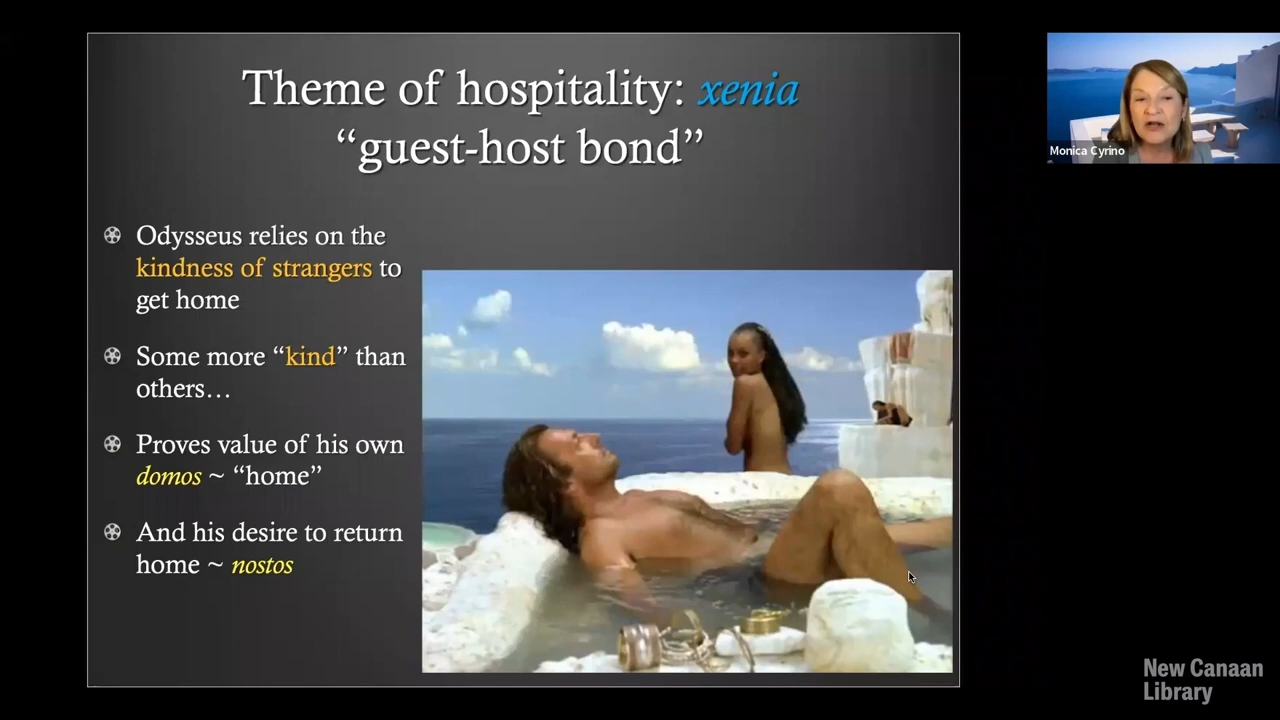 Theme of hospitality: xenia
“guest-host bond”
Odysseus relies on the
kindness of strangers to
get home
Some more “kind” than
others…
Proves value of his own
domos ~ “home”
And his desire to return
home ~ nostos
Monica Cyrino
New Canaan
Library